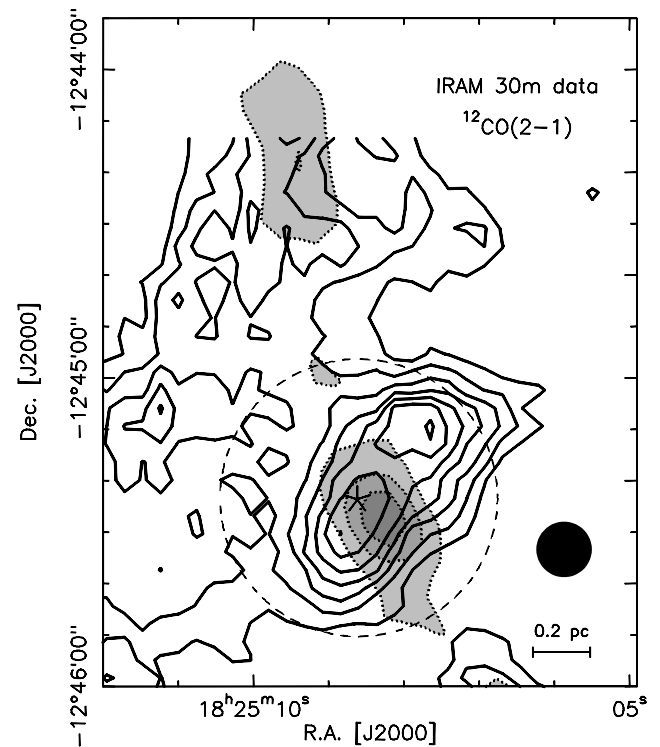 −12°44′00″
IRAM 30m data
¹²CO(2−1)
−12°45′00″
Dec. [J2000]
0.2 pc
−12°46′00″
18ʰ25ᵐ10ˢ
05ˢ
R.A. [J2000]